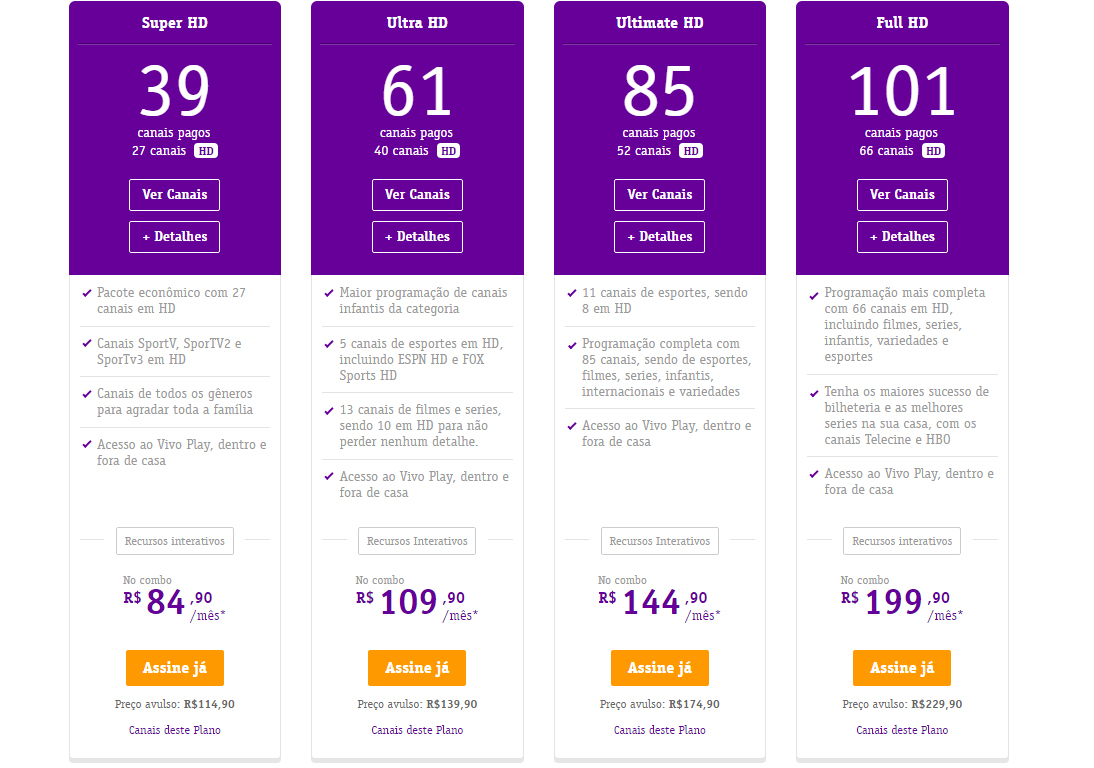 Super HD
39
canais pagos
27 canais HD
Ver Canais
+ Detalhes
Pacote econômico com 27
canais em HD
Canais SportV, SporTV2 e
SporTv3 em HD
Canais de todos os gêneros
para agradar toda a família
Acesso ao Vivo Play, dentro e
fora de casa
Recursos interativos
No combo
R$ 84,90
/mês*
Assine já
Preço avulso: R$114,90
Canais deste Plano
Ultra HD
61
canais pagos
40 canais HD
Ver Canais
+ Detalhes
Maior programação de canais
infantis da categoria
5 canais de esportes em HD,
incluindo ESPN HD e FOX
Sports HD
13 canais de filmes e series,
sendo 10 em HD para não
perder nenhum detalhe.
Acesso ao Vivo Play, dentro e
fora de casa
Recursos Interativos
No combo
R$ 109,90
/mês*
Assine já
Preço avulso: R$139,90
Canais deste Plano
Ultimate HD
85
canais pagos
52 canais HD
Ver Canais
+ Detalhes
11 canais de esportes, sendo
8 em HD
Programação completa com
85 canais, sendo de esportes,
filmes, series, infantis,
internacionais e variedades
Acesso ao Vivo Play, dentro e
fora de casa
Recursos Interativos
No combo
R$ 144,90
/mês*
Assine já
Preço avulso: R$174,90
Canais deste Plano
Full HD
101
canais pagos
66 canais HD
Ver Canais
+ Detalhes
Programação mais completa
com 66 canais em HD,
incluindo filmes, series,
infantis, variedades e
esportes
Tenha os maiores sucesso de
bilheteria e as melhores
series na sua casa, com os
canais Telecine e HBO
Acesso ao Vivo Play, dentro e
fora de casa
Recursos interativos
No combo
R$ 199,90
/mês*
Assine já
Preço avulso: R$229,90
Canais deste Plano